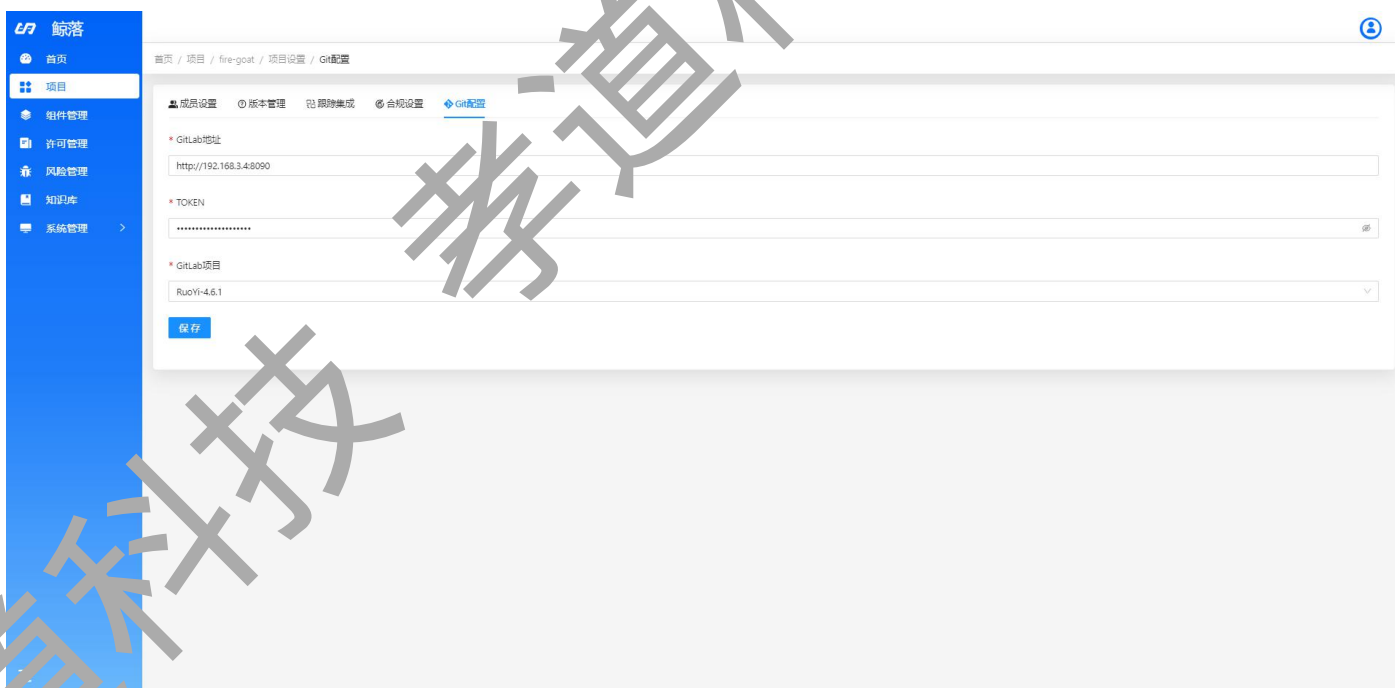 鲸落
首页
项目
组件管理
许可管理
风险管理
知识库
系统管理
首页 / 项目 / fire-goat / 项目设置 / Git配置
成员设置 版本管理 跟踪集成 合规设置 Git配置
* GitLab地址
http://192.168.3.4:8090
* TOKEN
••••••••••••••••••••
* GitLab项目
RuoYi-4.6.1
保存
孝道科技